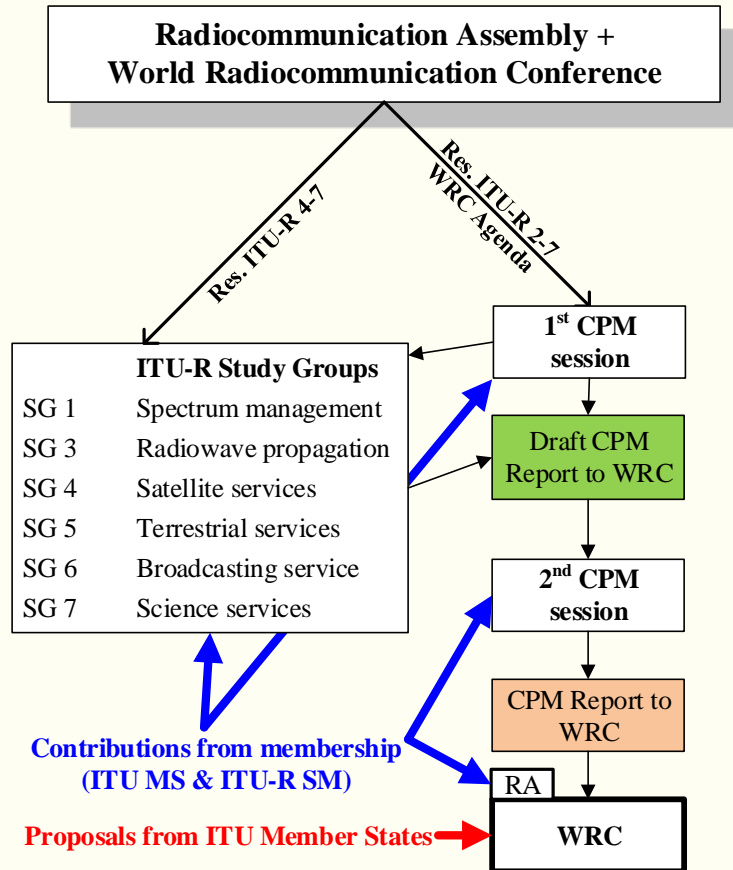 Radiocommunication Assembly +
World Radiocommunication Conference
Res. ITU-R 4-7
Res. ITU-R 2-7
WRC Agenda
1st CPM
session
ITU-R Study Groups
SG 1 Spectrum management
SG 3 Radiowave propagation
SG 4 Satellite services
SG 5 Terrestrial services
SG 6 Broadcasting service
SG 7 Science services
Draft CPM
Report to WRC
2nd CPM
session
CPM Report to
WRC
Contributions from membership
(ITU MS & ITU-R SM)
RA
Proposals from ITU Member States
WRC